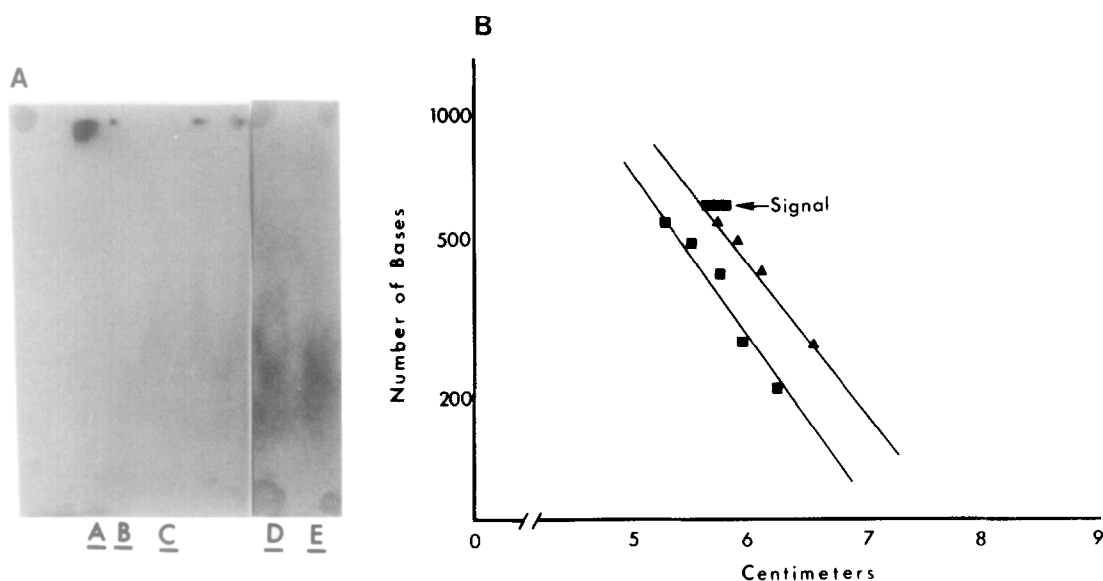 A
A B C D E
B
Number of Bases
1000
500
200
Signal
0 5 6 7 8 9
Centimeters